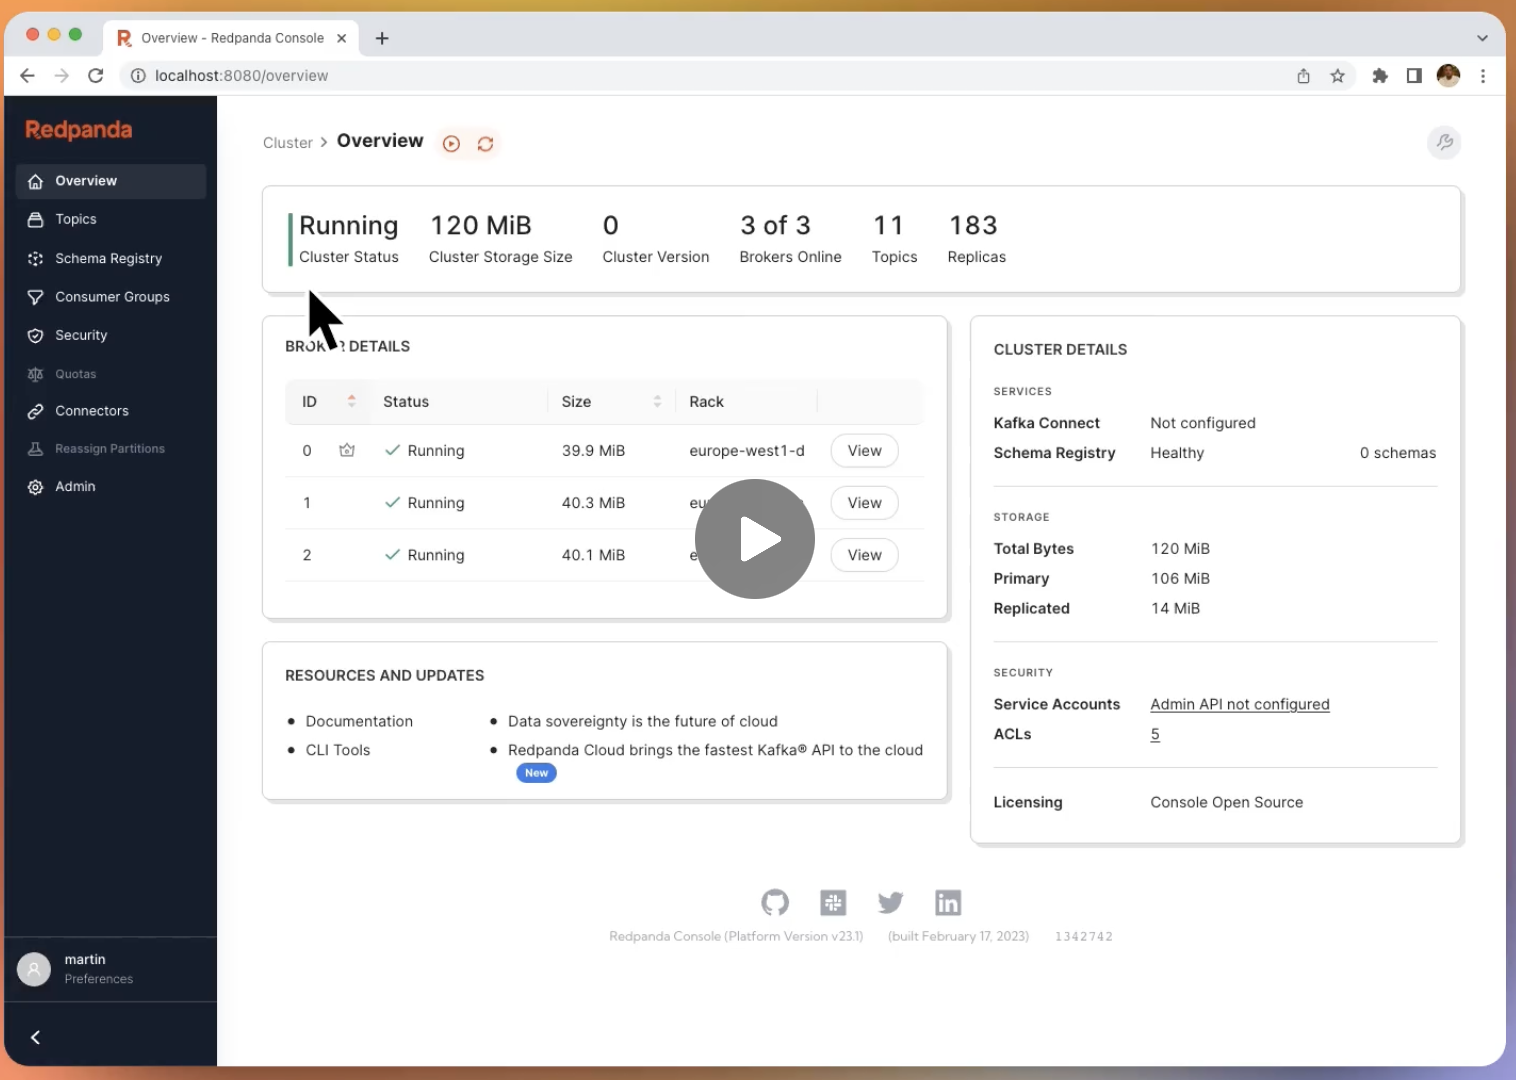 Overview - Redpanda Console
localhost:8080/overview
Redpanda
Overview
Topics
Schema Registry
Consumer Groups
Security
Quotas
Connectors
Reassign Partitions
Admin
martin
Preferences
Cluster > Overview
Running 120 MiB 0 3 of 3 11 183
Cluster Status Cluster Storage Size Cluster Version Brokers Online Topics Replicas
DETAILS
ID Status Size Rack
0 Running 39.9 MiB europe-west1-d View
1 Running 40.3 MiB View
2 Running 40.1 MiB View
RESOURCES AND UPDATES
• Documentation
• CLI Tools
• Data sovereignty is the future of cloud
• Redpanda Cloud brings the fastest Kafka® API to the cloud
New
CLUSTER DETAILS
SERVICES
Kafka Connect Not configured
Schema Registry Healthy 0 schemas
STORAGE
Total Bytes 120 MiB
Primary 106 MiB
Replicated 14 MiB
SECURITY
Service Accounts Admin API not configured
ACLs 5
Licensing Console Open Source
Redpanda Console (Platform Version v23.1) (built February 17, 2023) 1342742